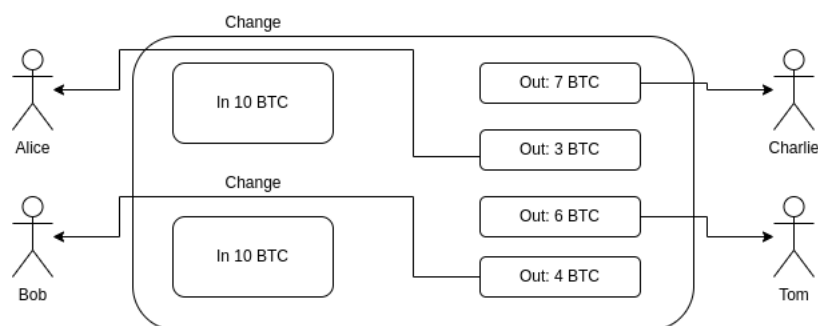 Change
In 10 BTC
Out: 7 BTC
Alice
Out: 3 BTC
Charlie
Change
In 10 BTC
Out: 6 BTC
Out: 4 BTC
Bob
Tom